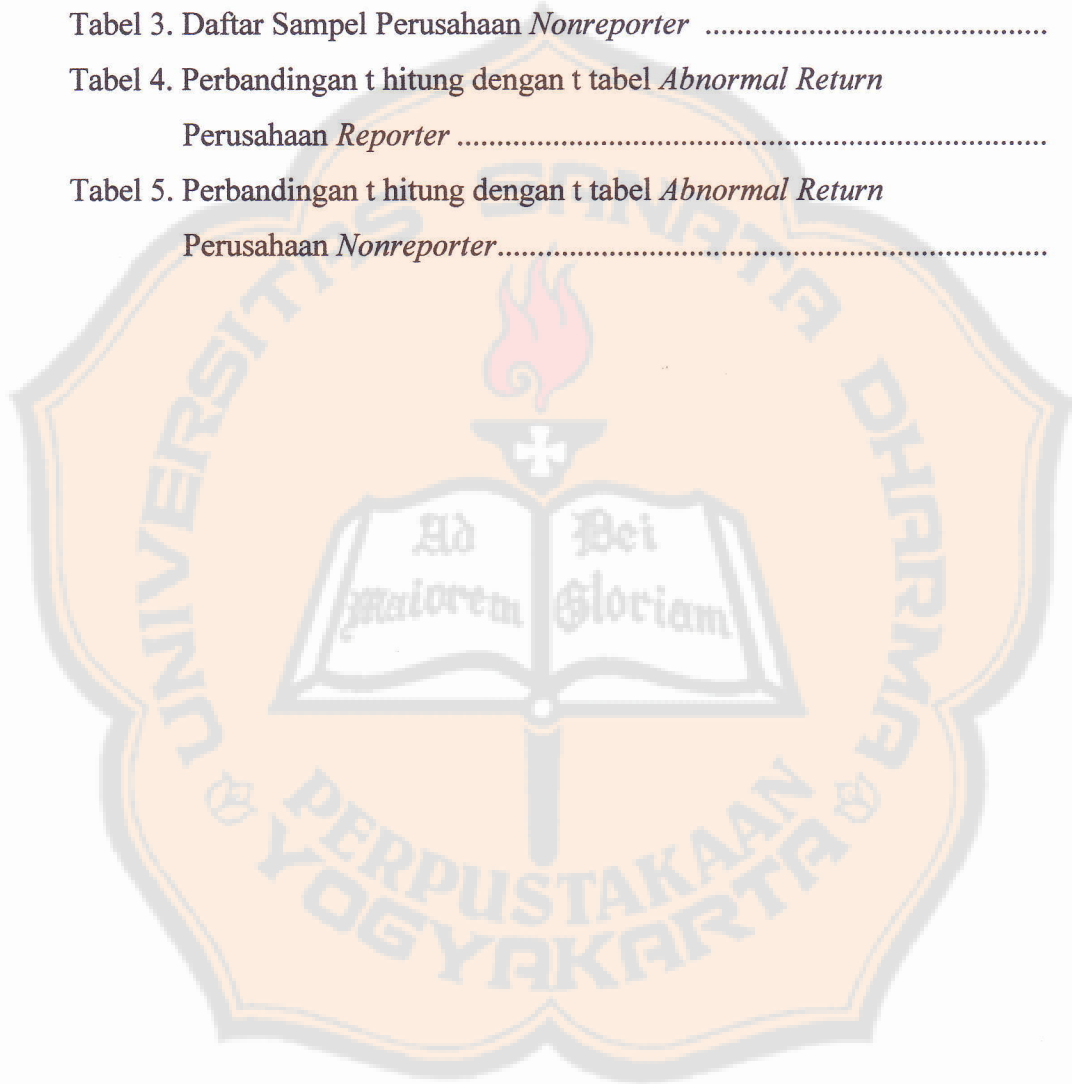 Tabel 3. Daftar Sampel Perusahaan Nonreporter ............................................
Tabel 4. Perbandingan t hitung dengan t tabel Abnormal Return
Perusahaan Reporter ...........................................................................
Tabel 5. Perbandingan t hitung dengan t tabel Abnormal Return
Perusahaan Nonreporter......................................................................
UNIVERSITAS SANATA DHARMA
Ad
Maiorem
Dei
Gloriam
PERPUSTAKAAN
YOGYAKARTA